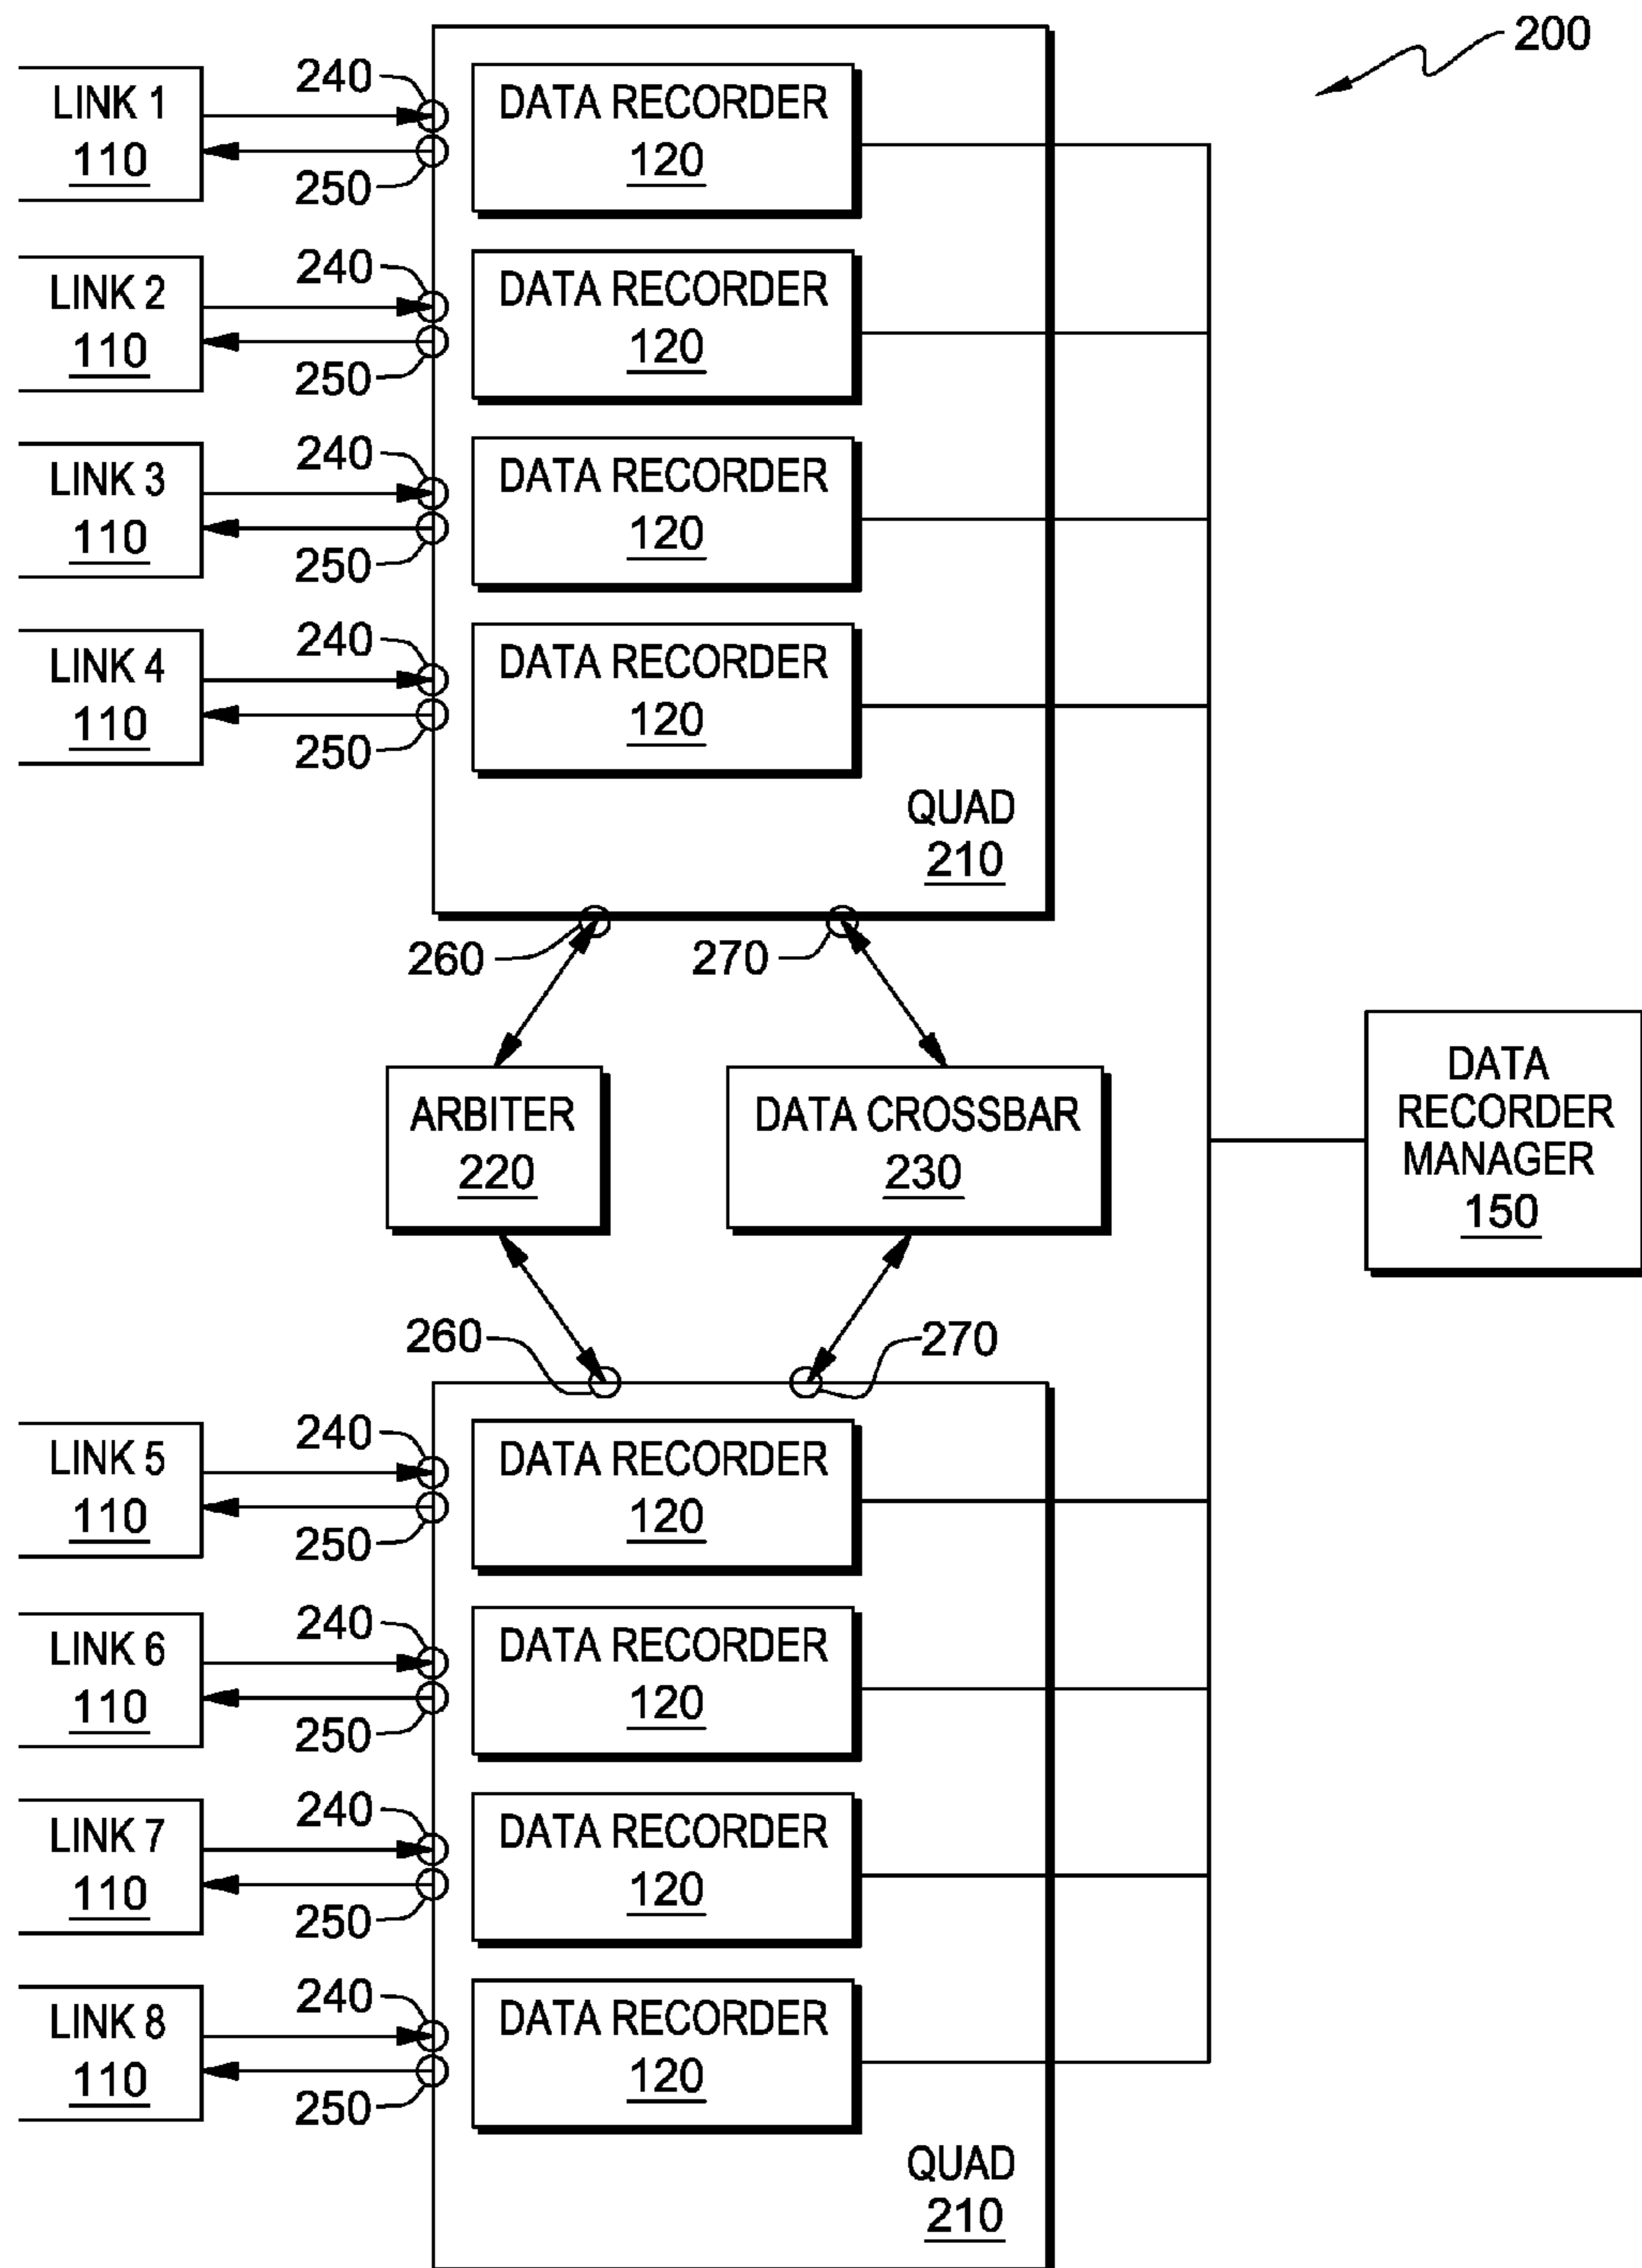 200
LINK 1
110
240
250
DATA RECORDER
120
LINK 2
110
240
250
DATA RECORDER
120
LINK 3
110
240
250
DATA RECORDER
120
LINK 4
110
240
250
DATA RECORDER
120
QUAD
210
260
270
ARBITER
220
DATA CROSSBAR
230
DATA
RECORDER
MANAGER
150
260
270
LINK 5
110
240
250
DATA RECORDER
120
LINK 6
110
240
250
DATA RECORDER
120
LINK 7
110
240
250
DATA RECORDER
120
LINK 8
110
240
250
DATA RECORDER
120
QUAD
210